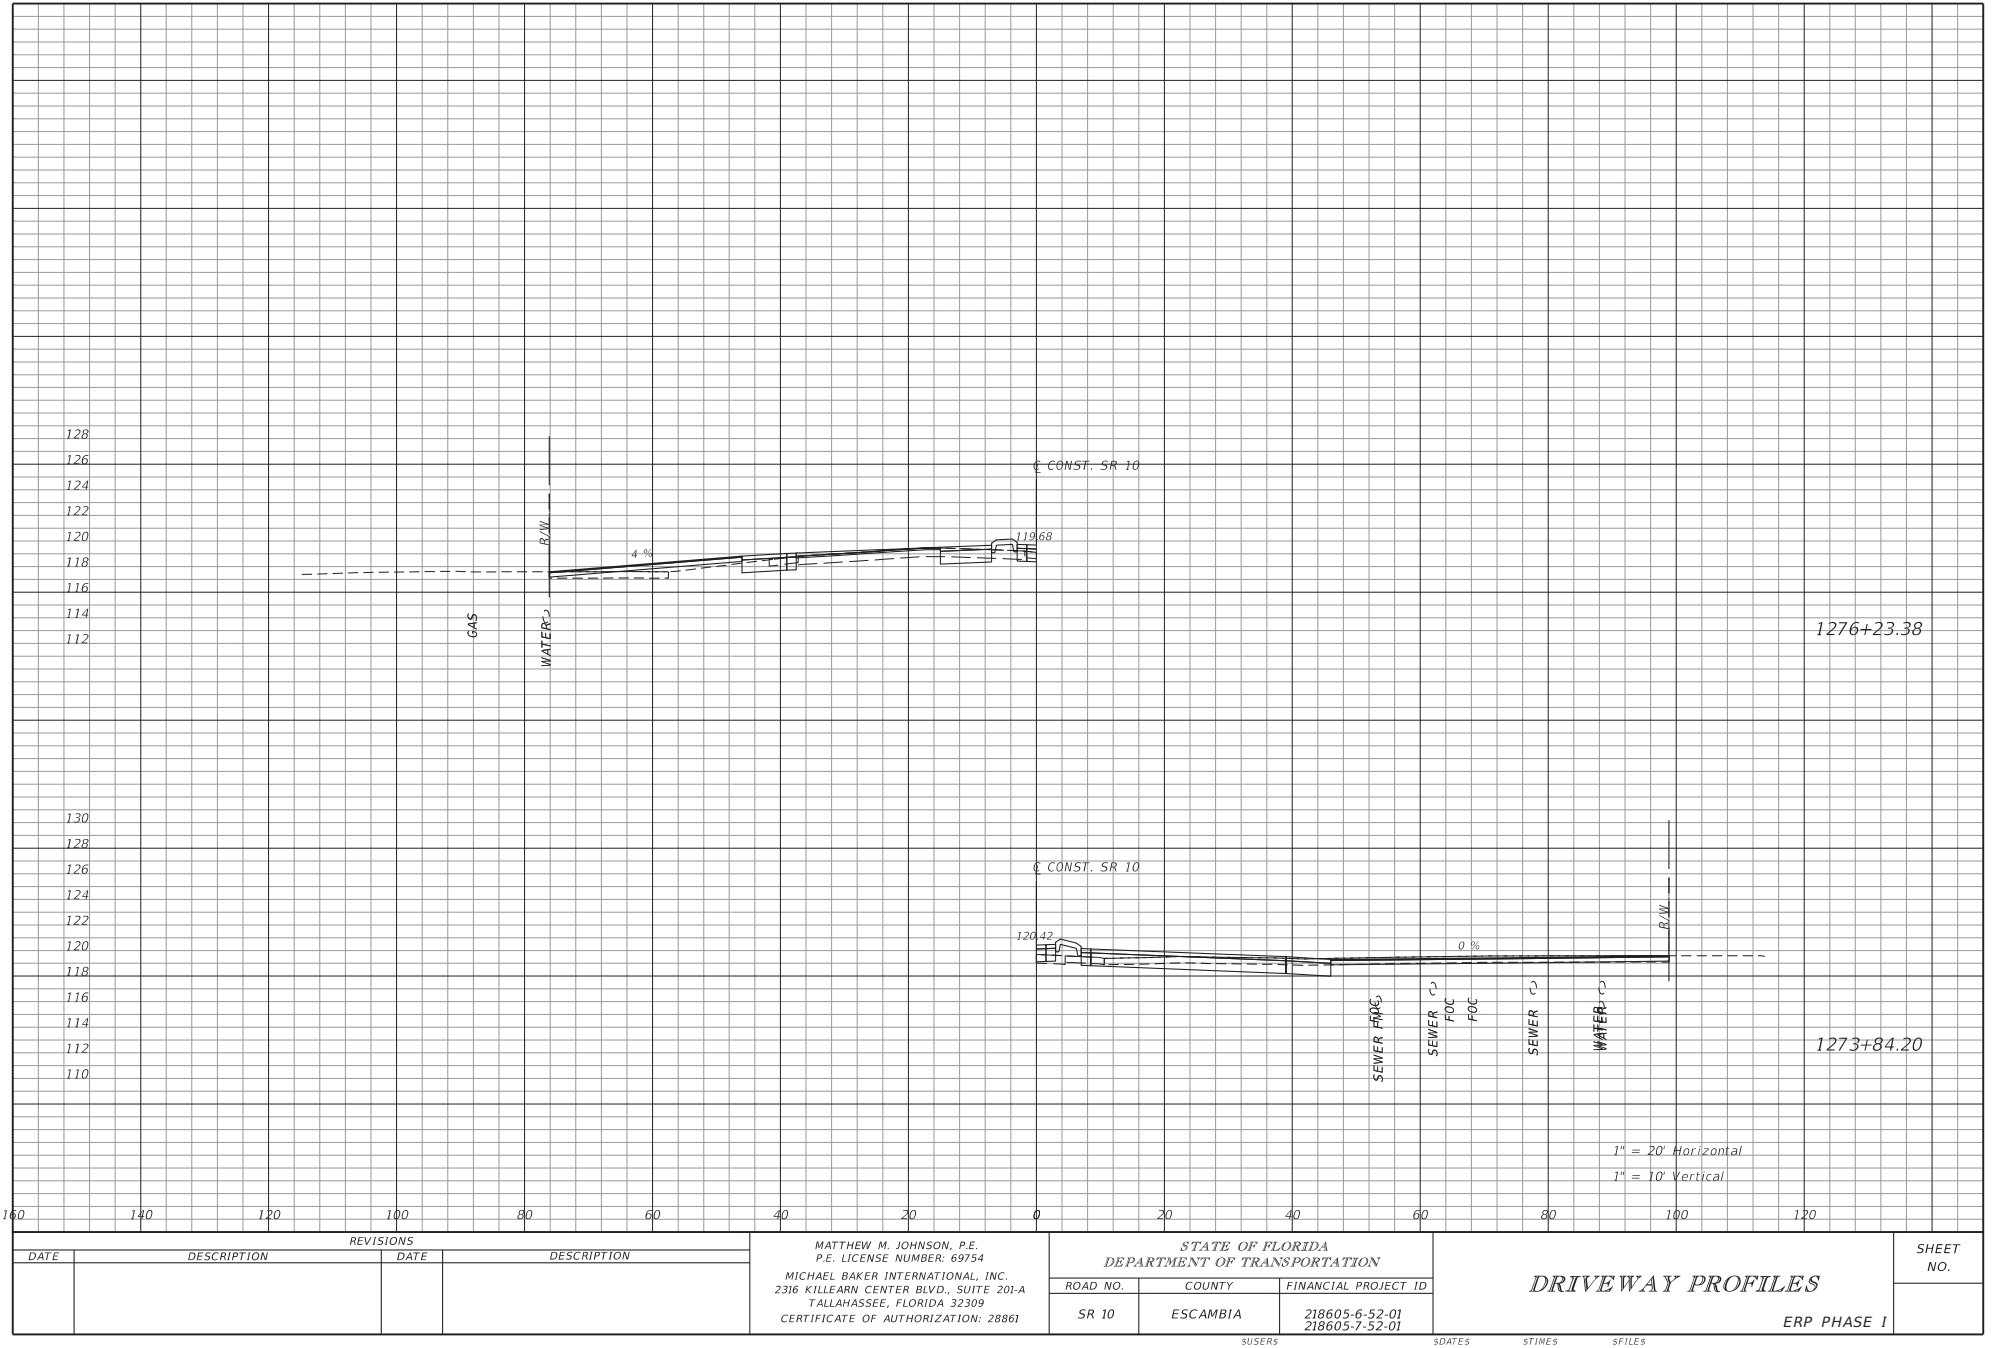 128
126
℄ CONST. SR 10
124
122
R/W
120
119.68
4 %
118
116
114
GAS
WATER
112
1276+23.38
130
128
126
℄ CONST. SR 10
124
122
R/W
120
120.42
0 %
118
116
114
112
110
FOC
SEWER FM
SEWER
FOC
FOC
SEWER
WATER
WATER
1273+84.20
1" = 20' Horizontal
1" = 10' Vertical
160 140 120 100 80 60 40 20 0 20 40 60 80 100 120
REVISIONS
DATE DESCRIPTION DATE DESCRIPTION
MATTHEW M. JOHNSON, P.E.
P.E. LICENSE NUMBER: 69754
MICHAEL BAKER INTERNATIONAL, INC.
2316 KILLEARN CENTER BLVD., SUITE 201-A
TALLAHASSEE, FLORIDA 32309
CERTIFICATE OF AUTHORIZATION: 28861
STATE OF FLORIDA
DEPARTMENT OF TRANSPORTATION
ROAD NO. COUNTY FINANCIAL PROJECT ID
SR 10 ESCAMBIA 218605-6-52-01
218605-7-52-01
DRIVEWAY PROFILES
ERP PHASE I
SHEET
NO.
$USER$ $DATE$ $TIME$ $FILE$